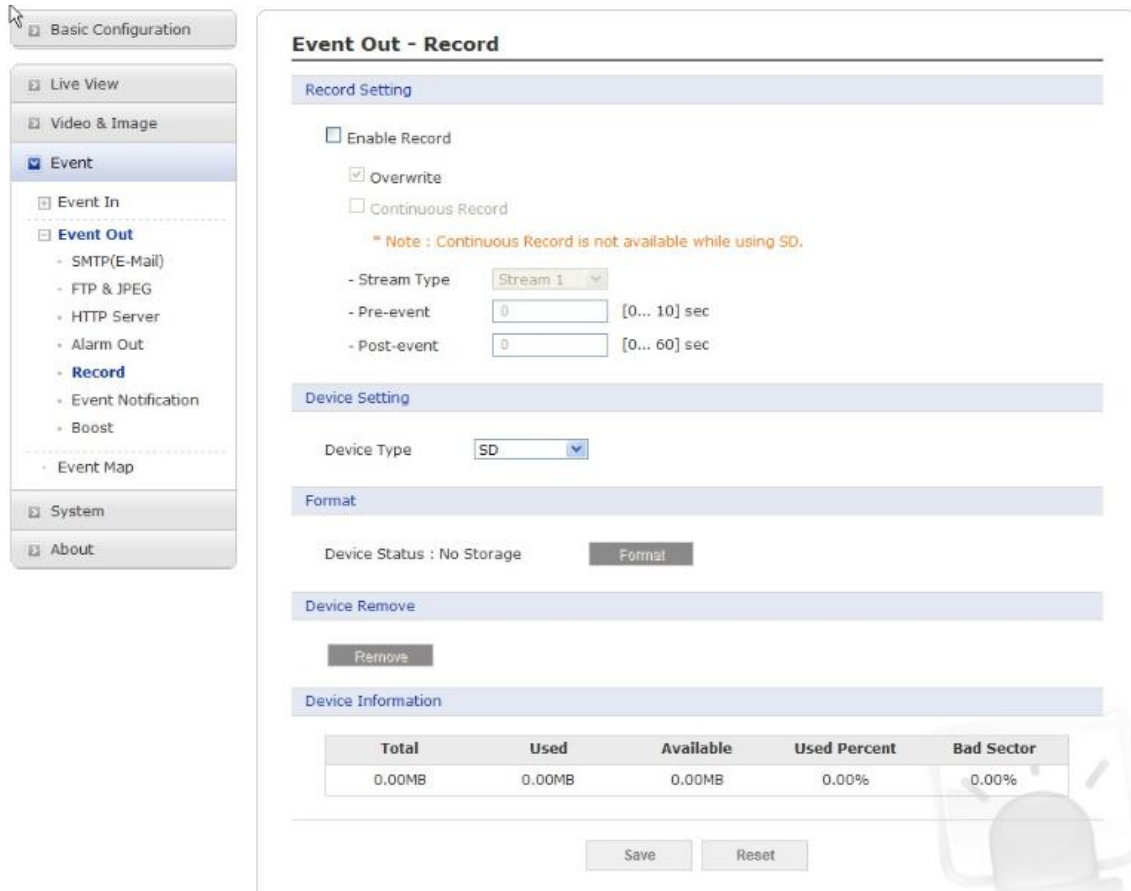 Basic Configuration
Live View
Video & Image
Event
Event In
Event Out
- SMTP(E-Mail)
- FTP & JPEG
- HTTP Server
- Alarm Out
- Record
- Event Notification
- Boost
· Event Map
System
About
Event Out - Record
Record Setting
Enable Record
Overwrite
Continuous Record
* Note : Continuous Record is not available while using SD.
- Stream Type Stream 1
- Pre-event 0 [0... 10] sec
- Post-event 0 [0... 60] sec
Device Setting
Device Type SD
Format
Device Status : No Storage Format
Device Remove
Remove
Device Information
Total Used Available Used Percent Bad Sector
0.00MB 0.00MB 0.00MB 0.00% 0.00%
Save Reset